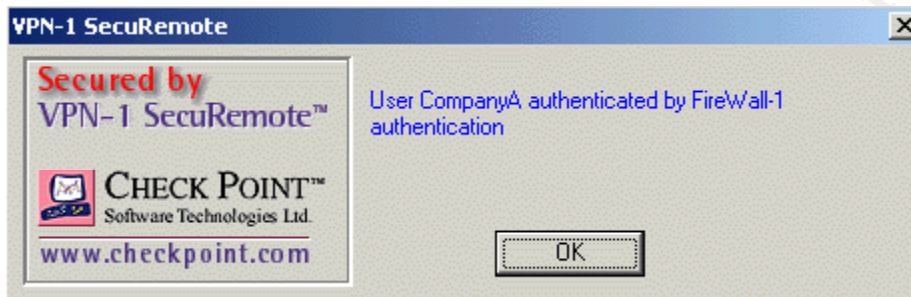 VPN-1 SecuRemote
Secured by
VPN-1 SecuRemote™
CHECK POINT™
Software Technologies Ltd.
www.checkpoint.com
User CompanyA authenticated by FireWall-1
authentication
OK